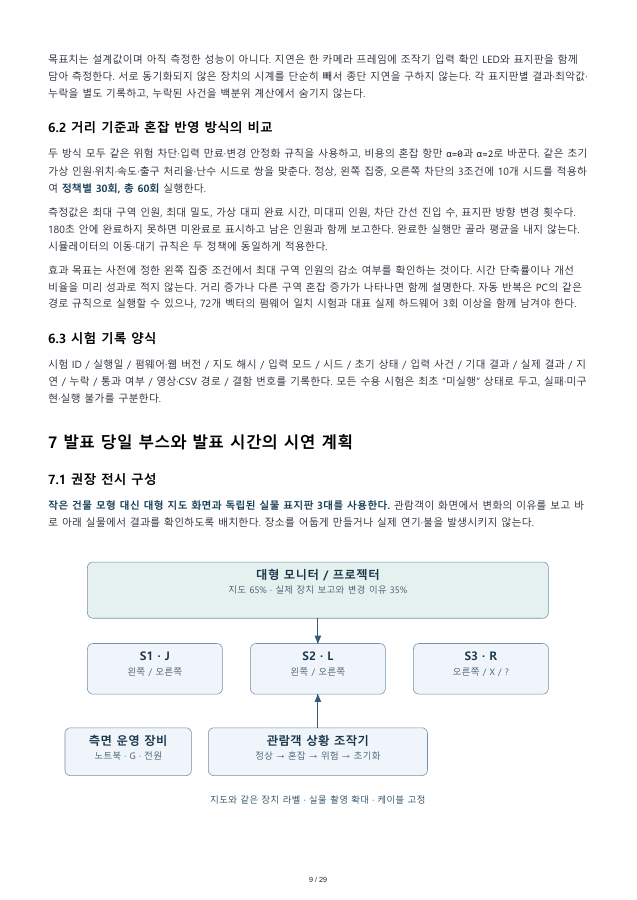 목표치는 설계값이며 아직 측정한 성능이 아니다. 지연은 한 카메라 프레임에 조작기 입력 확인 LED와 표지판을 함께
담아 측정한다. 서로 동기화되지 않은 장치의 시계를 단순히 빼서 종단 지연을 구하지 않는다. 각 표지판별 결과·최악값·
누락을 별도 기록하고, 누락된 사건을 백분위 계산에서 숨기지 않는다.
6.2 거리 기준과 혼잡 반영 방식의 비교
두 방식 모두 같은 위험 차단·입력 만료·변경 안정화 규칙을 사용하고, 비용의 혼잡 항만 α=0과 α=2로 바꾼다. 같은 초기
가상 인원·위치·속도·출구 처리율·난수 시드로 쌍을 맞춘다. 정상, 왼쪽 집중, 오른쪽 차단의 3조건에 10개 시드를 적용하
여 정책별 30회, 총 60회 실행한다.
측정값은 최대 구역 인원, 최대 밀도, 가상 대피 완료 시간, 미대피 인원, 차단 간선 진입 수, 표지판 방향 변경 횟수다.
180초 안에 완료하지 못하면 미완료로 표시하고 남은 인원과 함께 보고한다. 완료한 실행만 골라 평균을 내지 않는다.
시뮬레이터의 이동·대기 규칙은 두 정책에 동일하게 적용한다.
효과 목표는 사전에 정한 왼쪽 집중 조건에서 최대 구역 인원의 감소 여부를 확인하는 것이다. 시간 단축률이나 개선
비율을 미리 성과로 적지 않는다. 거리 증가나 다른 구역 혼잡 증가가 나타나면 함께 설명한다. 자동 반복은 PC의 같은
경로 규칙으로 실행할 수 있으나, 72개 벡터의 펌웨어 일치 시험과 대표 실제 하드웨어 3회 이상을 함께 남겨야 한다.
6.3 시험 기록 양식
시험 ID / 실행일 / 펌웨어·웹 버전 / 지도 해시 / 입력 모드 / 시드 / 초기 상태 / 입력 사건 / 기대 결과 / 실제 결과 / 지
연 / 누락 / 통과 여부 / 영상·CSV 경로 / 결함 번호를 기록한다. 모든 수용 시험은 최초 “미실행” 상태로 두고, 실패·미구
현·실행 불가를 구분한다.
7 발표 당일 부스와 발표 시간의 시연 계획
7.1 권장 전시 구성
작은 건물 모형 대신 대형 지도 화면과 독립된 실물 표지판 3대를 사용한다. 관람객이 화면에서 변화의 이유를 보고 바
로 아래 실물에서 결과를 확인하도록 배치한다. 장소를 어둡게 만들거나 실제 연기·불을 발생시키지 않는다.
대형 모니터 / 프로젝터
지도 65% · 실제 장치 보고와 변경 이유 35%
S1 · J
왼쪽 / 오른쪽
S2 · L
왼쪽 / 오른쪽
S3 · R
오른쪽 / X / ?
측면 운영 장비
노트북 · G · 전원
관람객 상황 조작기
정상 → 혼잡 → 위험 → 초기화
지도와 같은 장치 라벨 · 실물 촬영 확대 · 케이블 고정
9 / 29